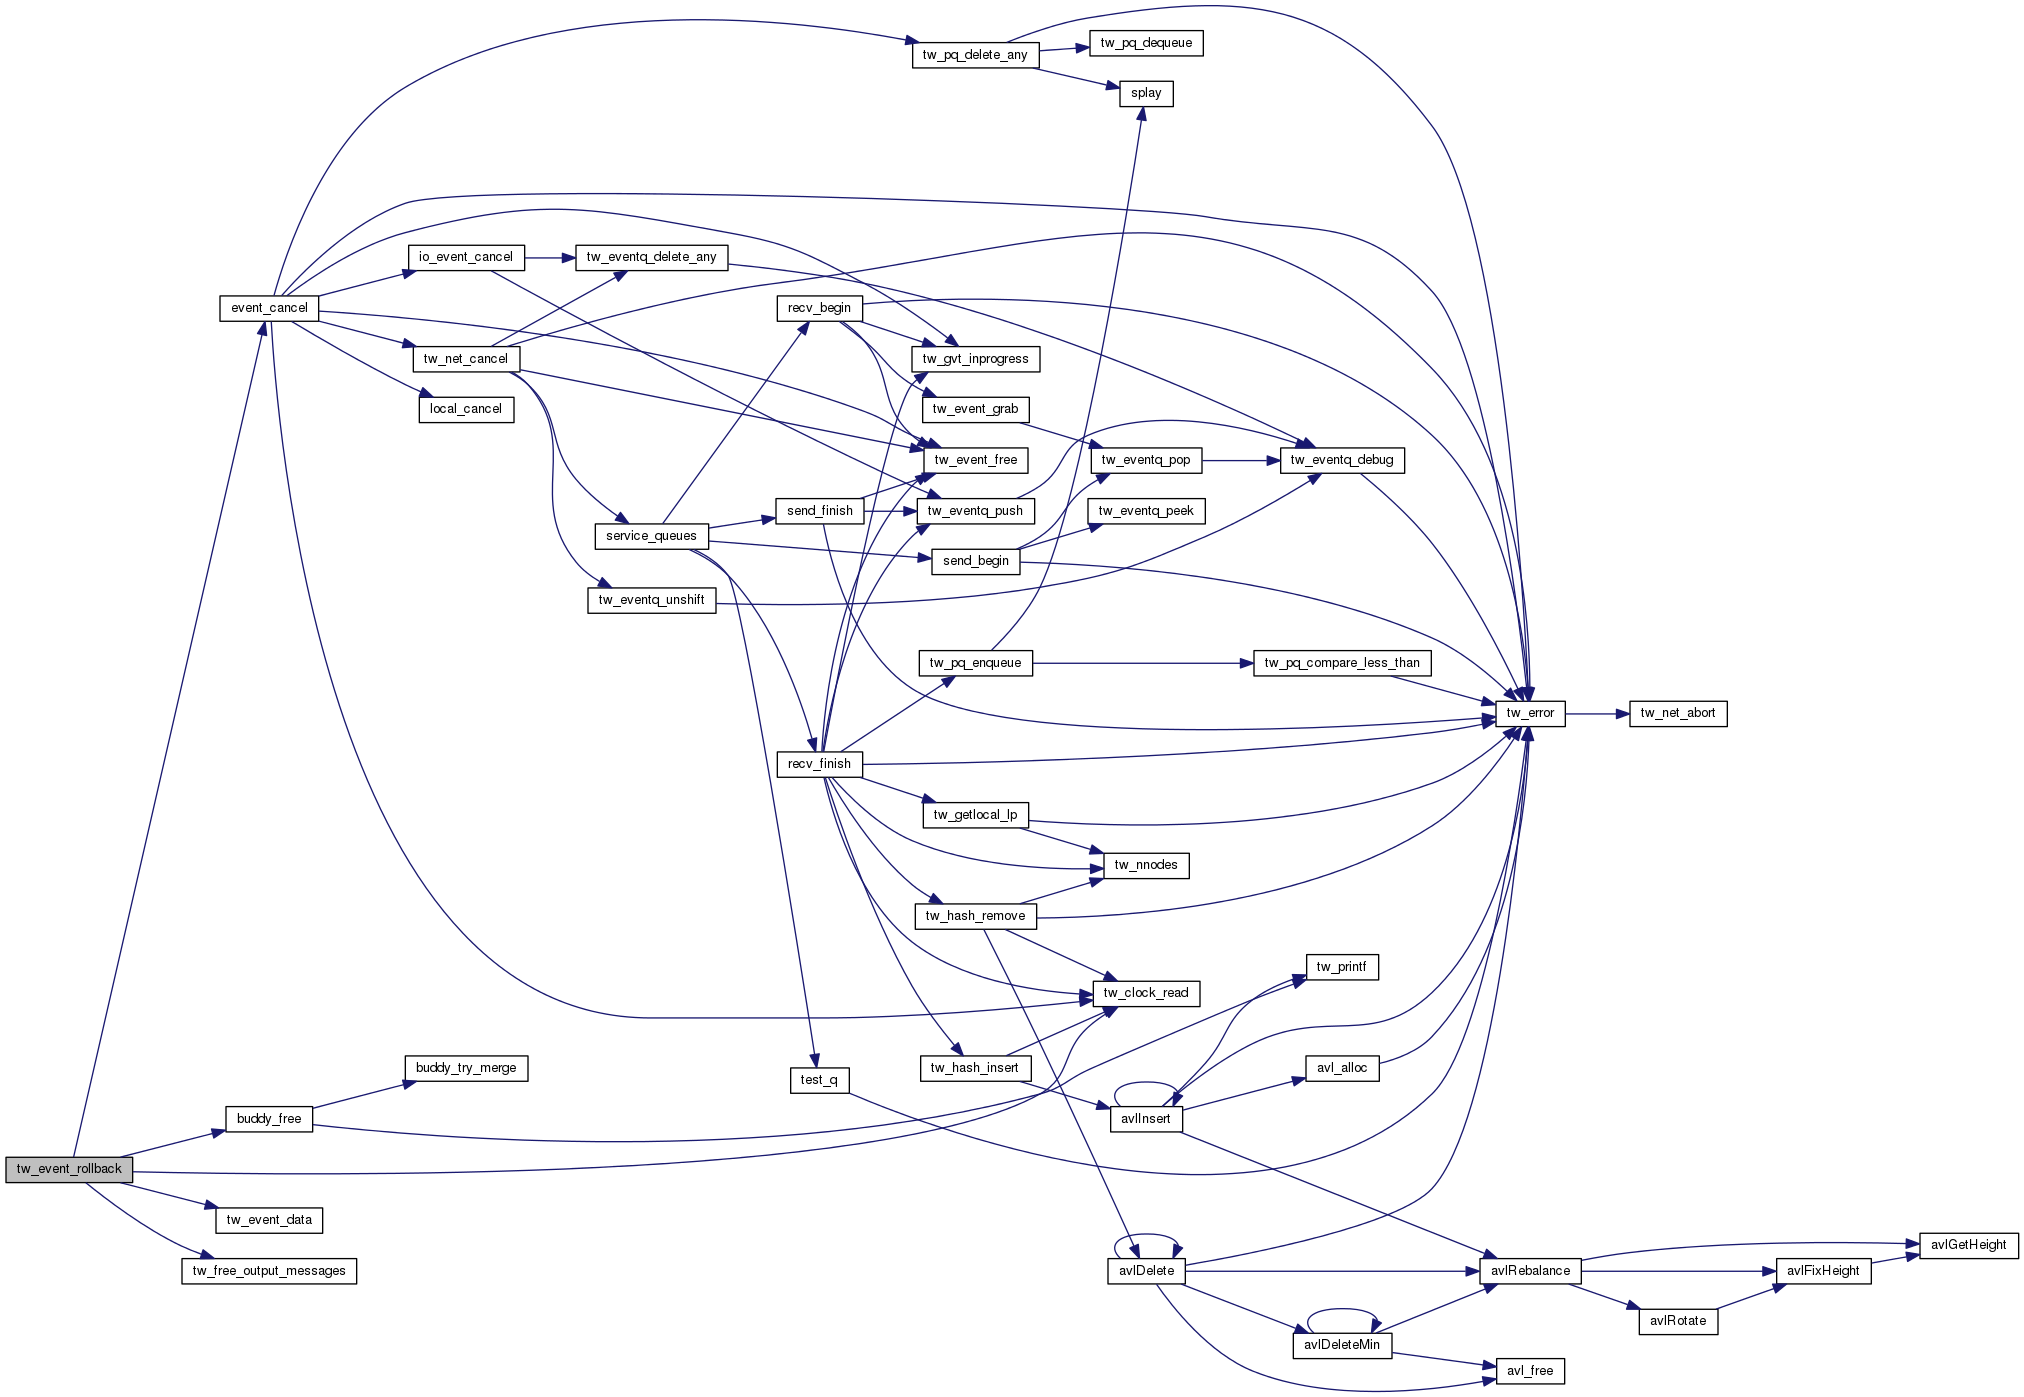 tw_pq_delete_any
tw_pq_dequeue
splay
io_event_cancel
tw_eventq_delete_any
event_cancel
recv_begin
tw_net_cancel
tw_gvt_inprogress
local_cancel
tw_event_grab
tw_event_free
tw_eventq_pop
tw_eventq_debug
send_finish
tw_eventq_push
tw_eventq_peek
service_queues
send_begin
tw_eventq_unshift
tw_pq_enqueue
tw_pq_compare_less_than
tw_error
tw_net_abort
recv_finish
tw_getlocal_lp
tw_nnodes
tw_hash_remove
tw_printf
tw_clock_read
buddy_try_merge
tw_hash_insert
avl_alloc
test_q
buddy_free
avlInsert
tw_event_rollback
tw_event_data
avlGetHeight
tw_free_output_messages
avlDelete
avlRebalance
avlFixHeight
avlRotate
avlDeleteMin
avl_free